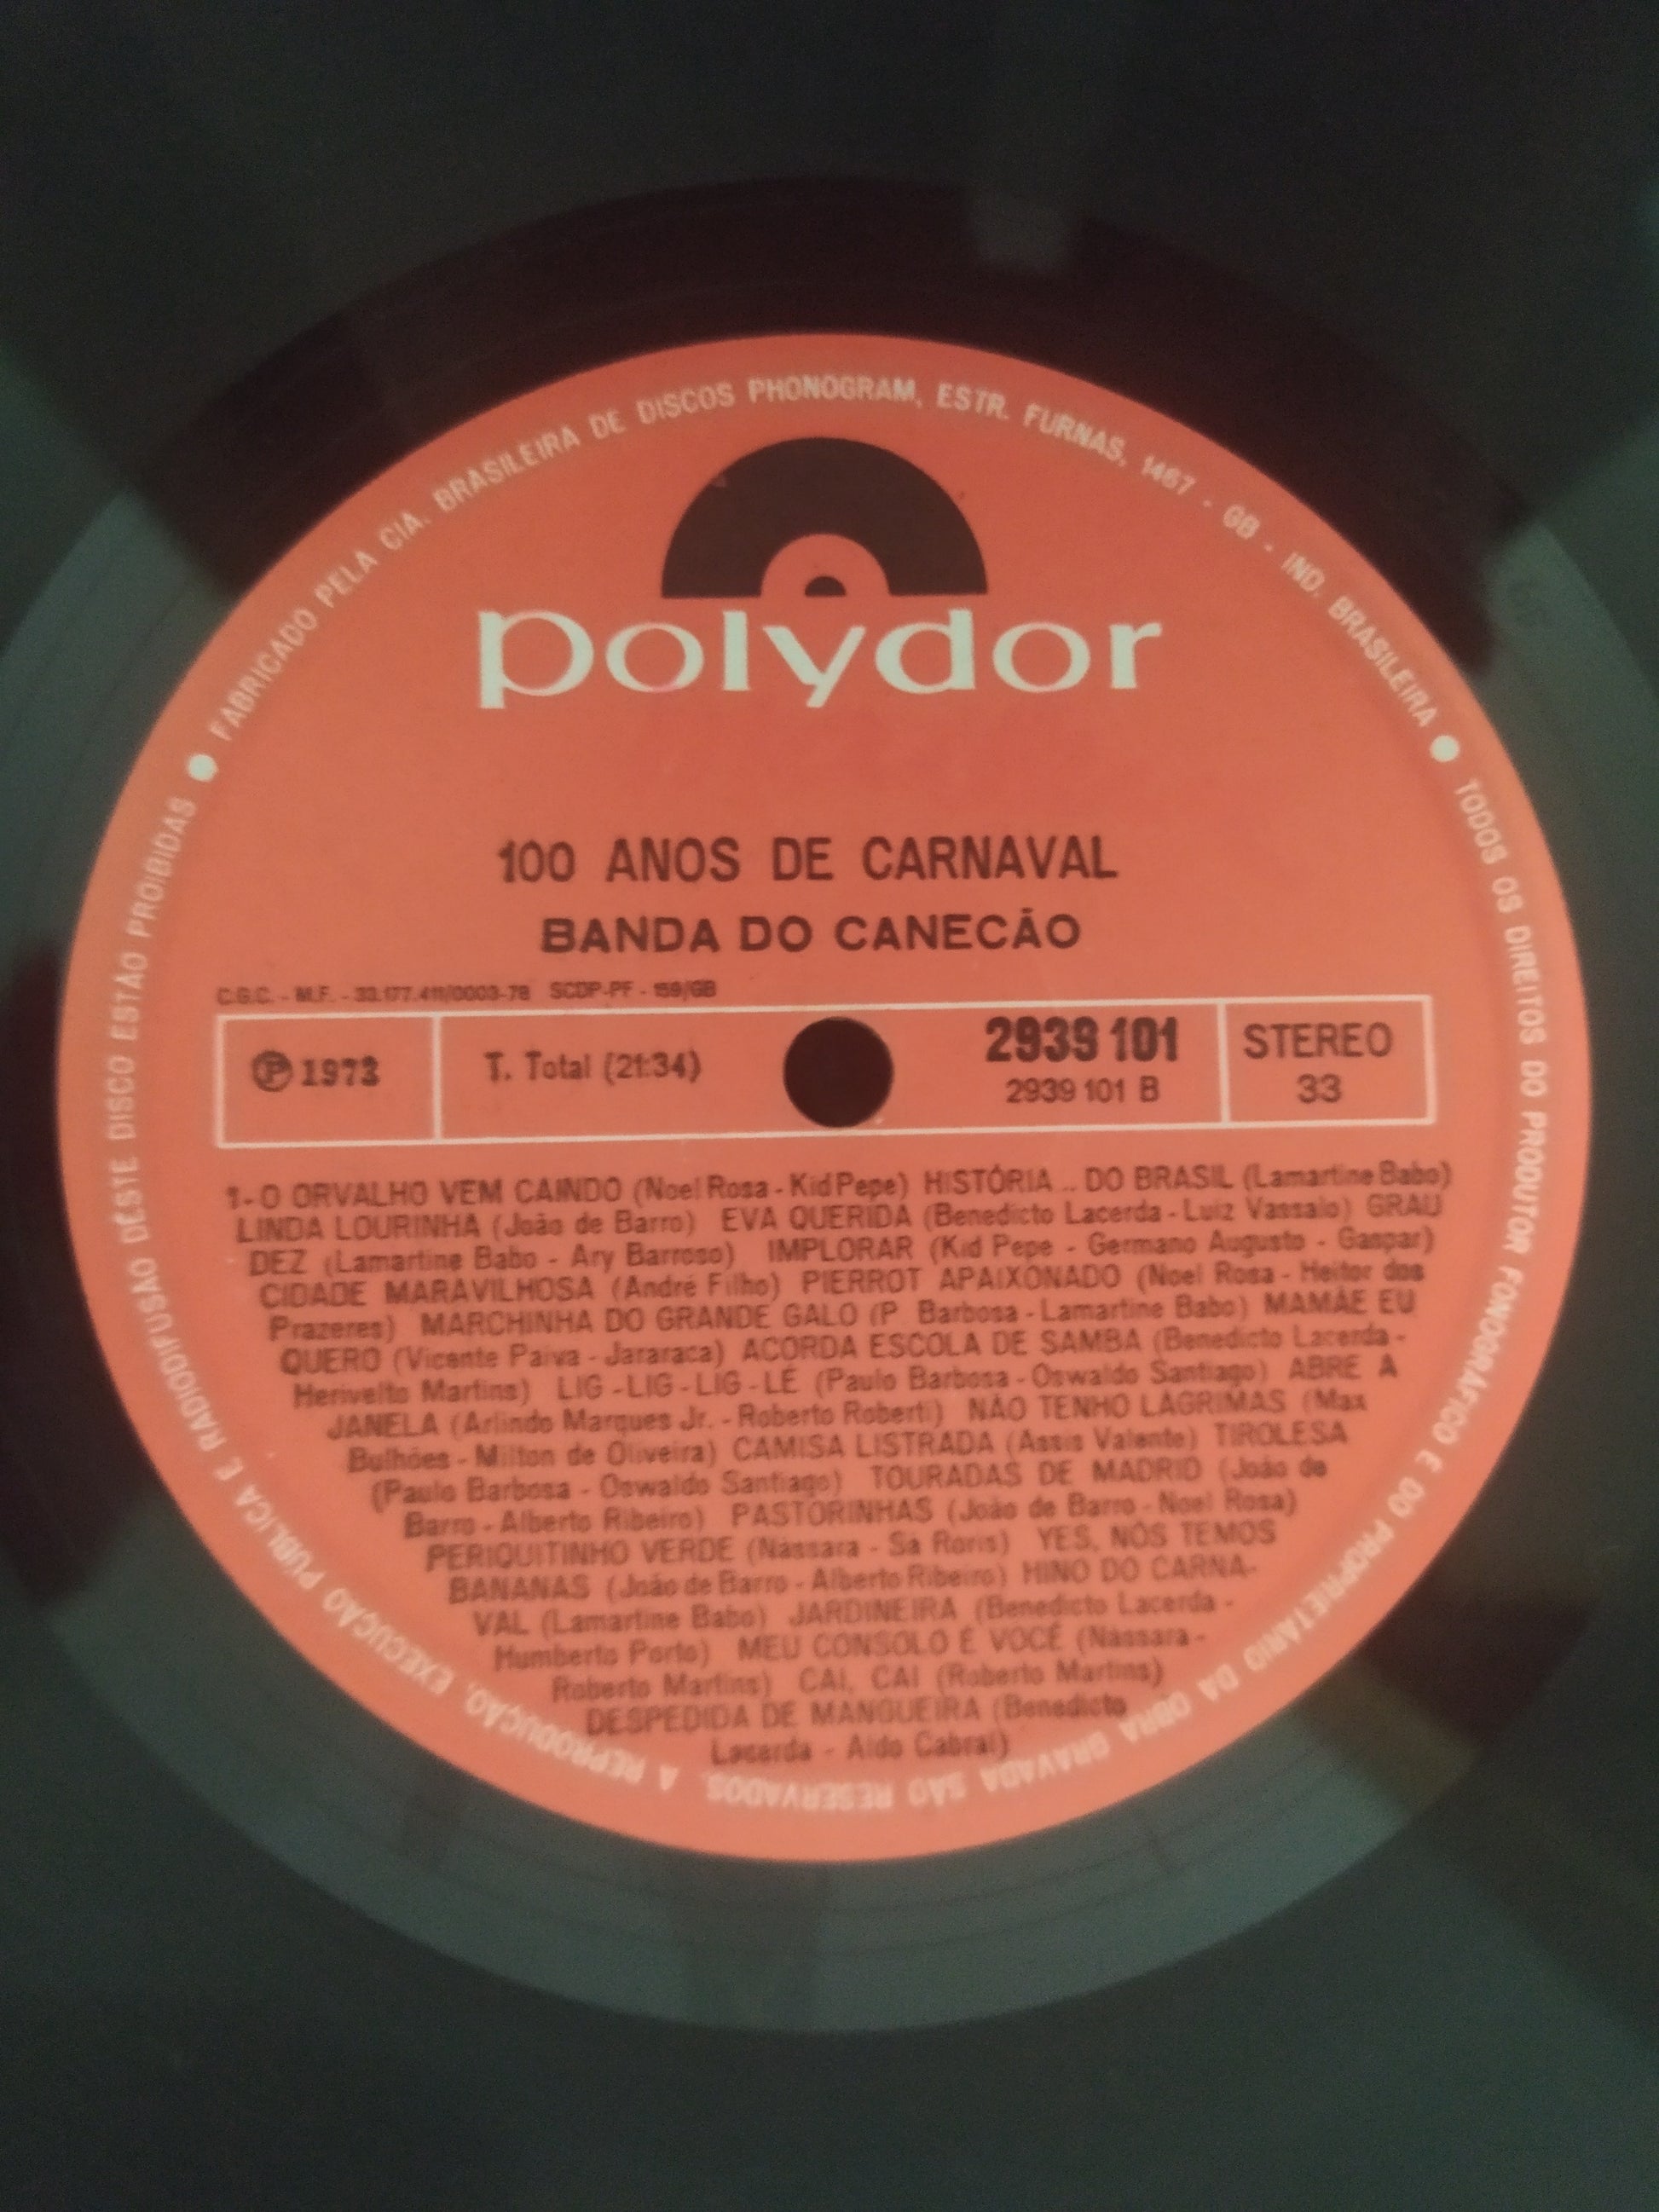 FABRICADO PELA CIA. BRASILEIRA DE DISCOS PHONOGRAM, ESTR. FURNAS, 1467 - GB - IND. BRASILEIRA
polydor
100 ANOS DE CARNAVAL
BANDA DO CANECÃO
C.G.C. - M.F. - 33.177.411/0003-78 SCDP-PF - 159/GB
℗ 1973
T. Total (21:34)
2939 101
2939 101 B
STEREO
33
1-O ORVALHO VEM CAINDO (Noel Rosa - Kid Pepe) HISTÓRIA .. DO BRASIL (Lamartine Babo)
LINDA LOURINHA (João de Barro) EVA QUERIDA (Benedicto Lacerda - Luiz Vassalo) GRAU
DEZ (Lamartine Babo - Ary Barroso) IMPLORAR (Kid Pepe - Germano Augusto - Gaspar)
CIDADE MARAVILHOSA (André Filho) PIERROT APAIXONADO (Noel Rosa - Heitor dos
Prazeres) MARCHINHA DO GRANDE GALO (P. Barbosa - Lamartine Babo) MAMÃE EU
QUERO (Vicente Paiva - Jararaca) ACORDA ESCOLA DE SAMBA (Benedicto Lacerda -
Herivelto Martins) LIG - LIG - LIG - LÉ (Paulo Barbosa - Oswaldo Santiago) ABRE A
JANELA (Arlindo Marques Jr. - Roberto Roberti) NÃO TENHO LÁGRIMAS (Max
Bulhões - Milton de Oliveira) CAMISA LISTRADA (Assis Valente) TIROLESA
(Paulo Barbosa - Oswaldo Santiago) TOURADAS DE MADRID (João de
Barro - Alberto Ribeiro) PASTORINHAS (João de Barro - Noel Rosa)
PERIQUITINHO VERDE (Nássara - Sá Roris) YES, NÓS TEMOS
BANANAS (João de Barro - Alberto Ribeiro) HINO DO CARNA-
VAL (Lamartine Babo) JARDINEIRA (Benedicto Lacerda -
Humberto Porto) MEU CONSOLO É VOCÊ (Nássara -
Roberto Martins) CAI, CAI (Roberto Martins)
DESPEDIDA DE MANGUEIRA (Benedicto
Lacerda - Aldo Cabral)
TODOS OS DIREITOS DO PRODUTOR FONOGRÁFICO E DO PROPRIETÁRIO DA OBRA GRAVADA SÃO RESERVADOS. A REPRODUÇÃO, EXECUÇÃO PÚBLICA E RADIODIFUSÃO DÊSTE DISCO ESTÃO PROIBIDAS